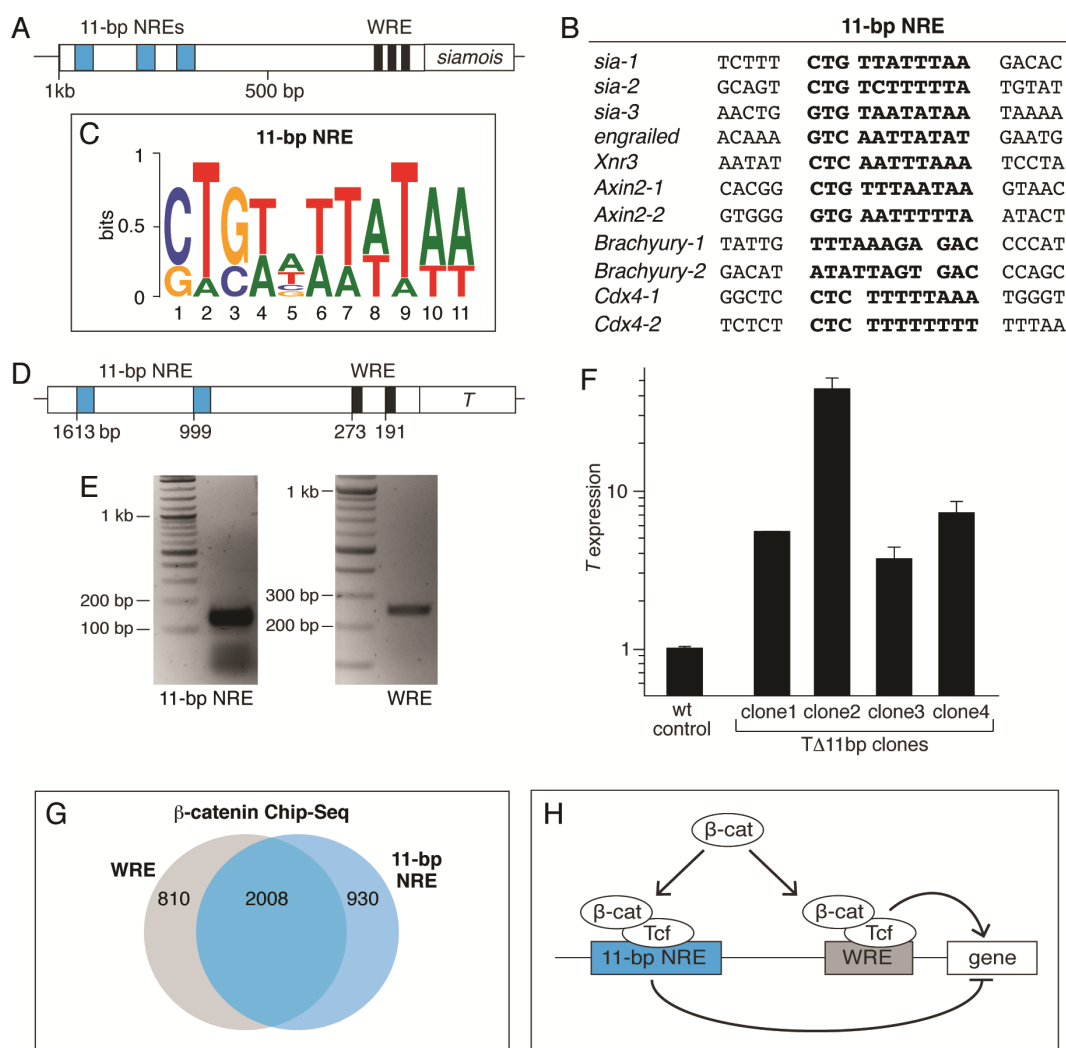 A
11-bp NREs
WRE
siamois
1kb
500 bp
B
11-bp NRE
sia-1 TCTTT CTG TTATTTAA GACAC
sia-2 GCAGT CTG TCTTTTTA TGTAT
sia-3 AACTG GTG TAATATAA TAAAA
engrailed ACAAA GTC AATTATAT GAATG
Xnr3 AATAT CTC AATTTAAA TCCTA
Axin2-1 CACGG CTG TTTAATAA GTAAC
Axin2-2 GTGGG GTG AATTTTTA ATACT
Brachyury-1 TATTG TTTAAAGA GAC CCCAT
Brachyury-2 GACAT ATATTAGT GAC CCAGC
Cdx4-1 GGCTC CTC TTTTTAAA TGGGT
Cdx4-2 TCTCT CTC TTTTTTTT TTTAA
C
11-bp NRE
bits
1
0.5
0
C T G T A T T A T A A
G A C A T A A T A T T
C
G
1 2 3 4 5 6 7 8 9 10 11
D
11-bp NRE
WRE
T
1613 bp
999
273
191
E
1 kb
200 bp
100 bp
11-bp NRE
1 kb
300 bp
200 bp
WRE
F
T expression
10
1
wt control
clone1 clone2 clone3 clone4
TΔ11bp clones
G
β-catenin Chip-Seq
WRE
11-bp
NRE
810
2008
930
H
β-cat
β-cat
Tcf
11-bp NRE
β-cat
Tcf
WRE
gene